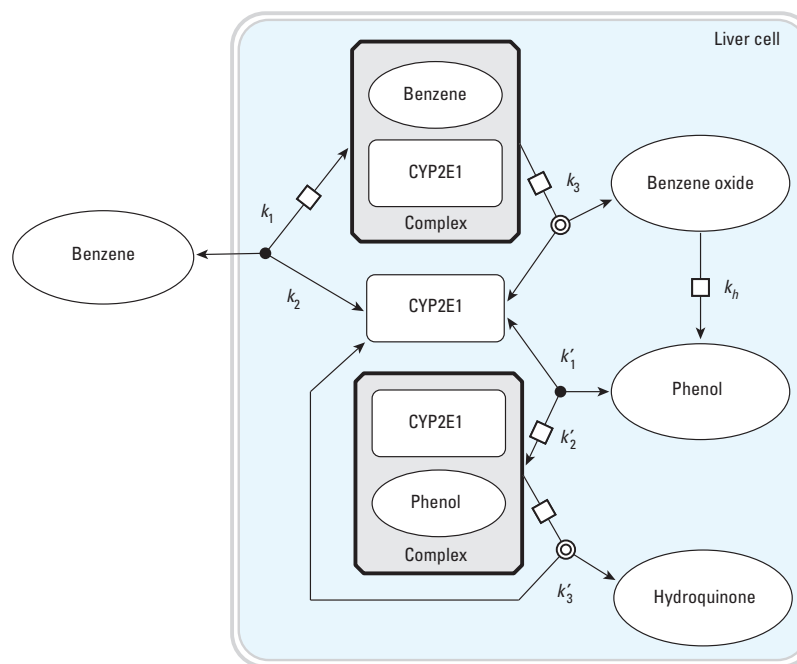 Liver cell
Benzene
CYP2E1
Complex
k₁
k₃
Benzene oxide
Benzene
k₂
CYP2E1
kₕ
k′₁
Phenol
CYP2E1
k′₂
Phenol
Complex
k′₃
Hydroquinone